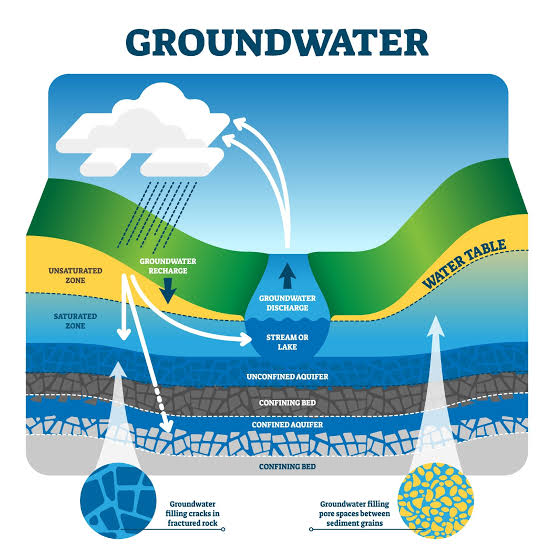 GROUNDWATER
GROUNDWATER
RECHARGE
WATER TABLE
UNSATURATED
ZONE
GROUNDWATER
DISCHARGE
SATURATED
ZONE
STREAM OR
LAKE
UNCONFINED AQUIFER
CONFINING BED
CONFINED AQUIFER
CONFINING BED
Groundwater
filling cracks in
fractured rock
Groundwater filling
pore spaces between
sediment grains